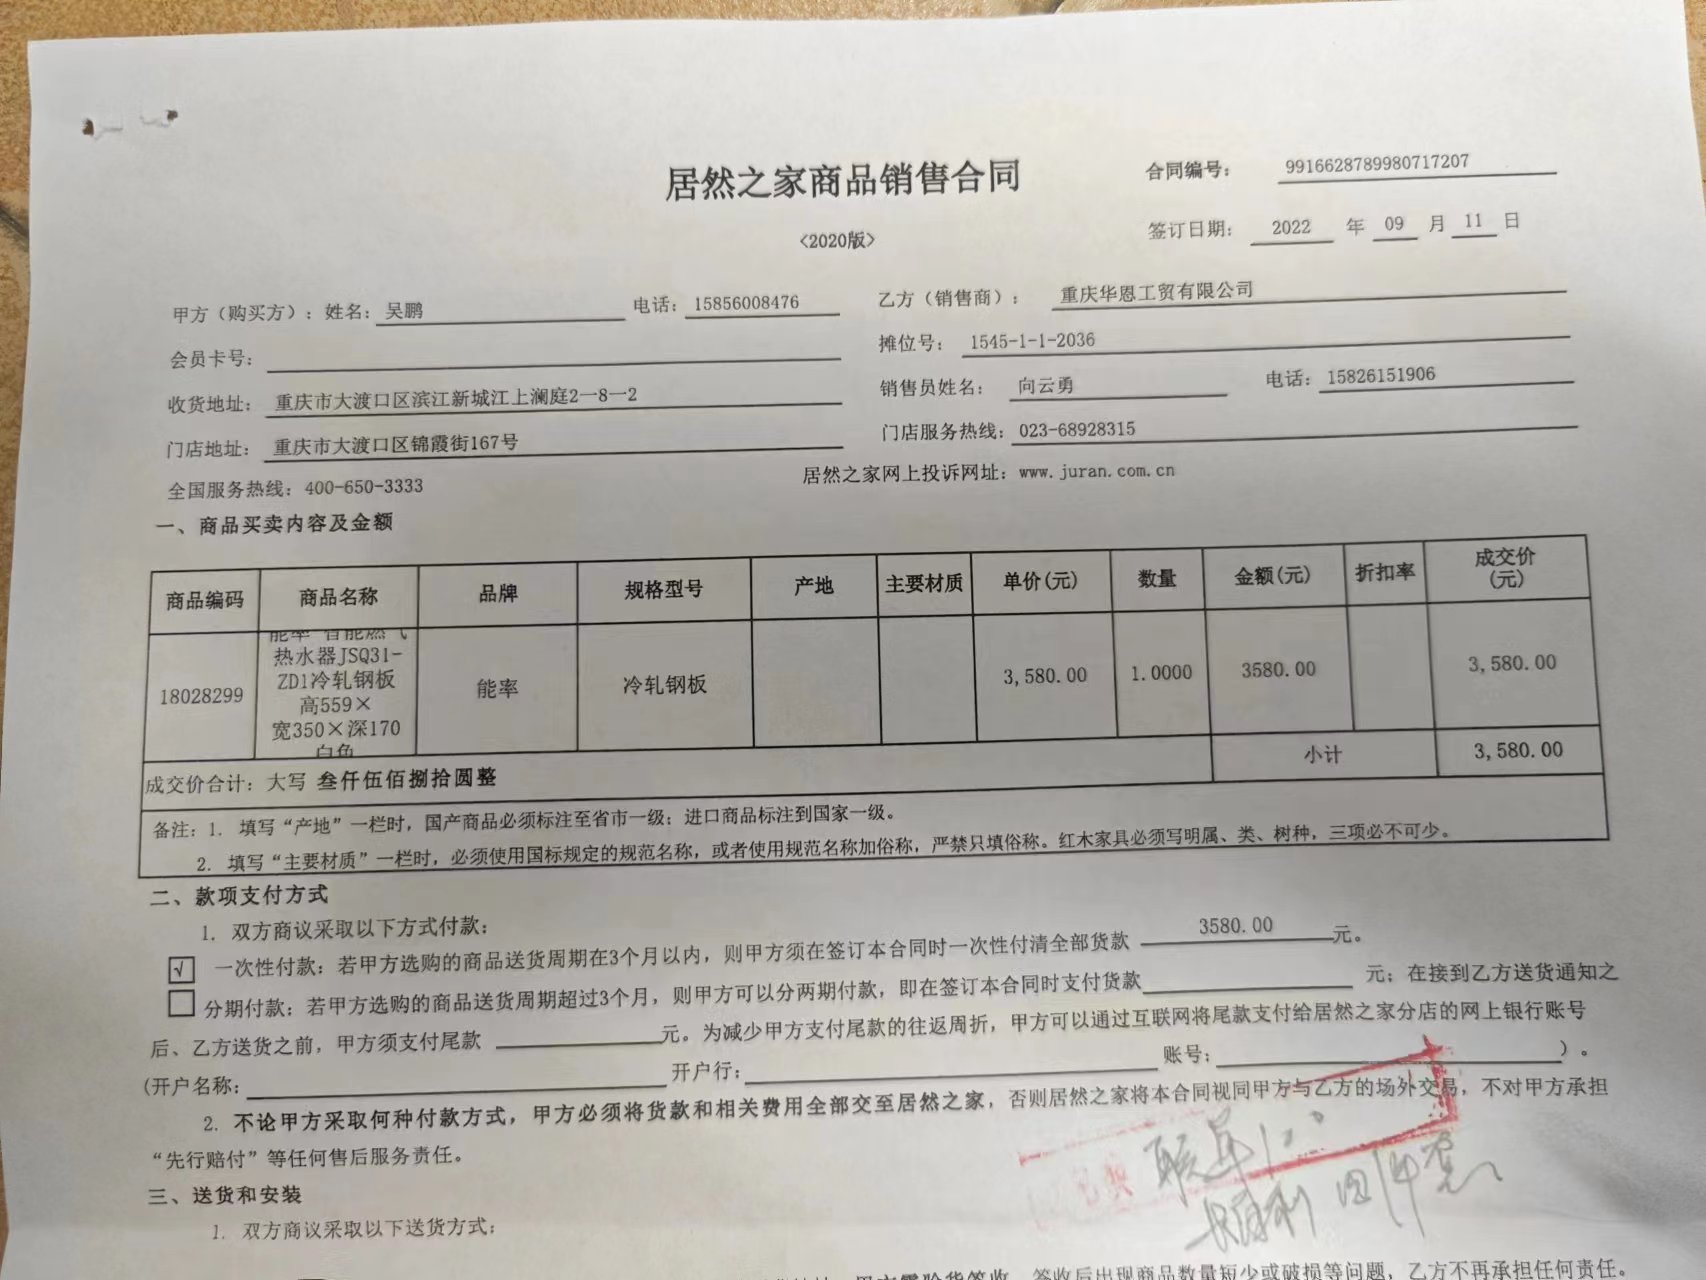 居然之家商品销售合同
<2020版>
合同编号： 9916628789980717207
签订日期： 2022 年 09 月 11 日
甲方（购买方）：姓名：吴鹏 电话：15856008476
乙方（销售商）： 重庆华恩工贸有限公司
会员卡号：
摊位号： 1545-1-1-2036
收货地址： 重庆市大渡口区滨江新城江上澜庭2一8一2
销售员姓名： 向云勇 电话：15826151906
门店地址： 重庆市大渡口区锦霞街167号
门店服务热线：023-68928315
全国服务热线：400-650-3333
居然之家网上投诉网址：www.juran.com.cn
一、商品买卖内容及金额
商品编码 商品名称 品牌 规格型号 产地 主要材质 单价(元) 数量 金额(元) 折扣率 成交价(元)
18028299
能率 智能燃气
热水器JSQ31-
ZD1冷轧钢板
高559×
宽350×深170
白色
能率 冷轧钢板 3,580.00 1.0000 3580.00 3,580.00
小计 3,580.00
成交价合计：大写 叁仟伍佰捌拾圆整
备注：1. 填写“产地”一栏时，国产商品必须标注至省市一级；进口商品标注到国家一级。
2. 填写“主要材质”一栏时，必须使用国标规定的规范名称，或者使用规范名称加俗称，严禁只填俗称。红木家具必须写明属、类、树种，三项必不可少。
二、款项支付方式
1. 双方商议采取以下方式付款：
√ 一次性付款：若甲方选购的商品送货周期在3个月以内，则甲方须在签订本合同时一次性付清全部货款 3580.00 元。
分期付款：若甲方选购的商品送货周期超过3个月，则甲方可以分两期付款，即在签订本合同时支付货款 元；在接到乙方送货通知之
后、乙方送货之前，甲方须支付尾款 元。为减少甲方支付尾款的往返周折，甲方可以通过互联网将尾款支付给居然之家分店的网上银行账号
(开户名称： 开户行： 账号： ）。
2. 不论甲方采取何种付款方式，甲方必须将货款和相关费用全部交至居然之家，否则居然之家将本合同视同甲方与乙方的场外交易，不对甲方承担
“先行赔付”等任何售后服务责任。
三、送货和安装
1. 双方商议采取以下送货方式：
签收后出现商品数量短少或破损等问题，乙方不再承担任何责任。